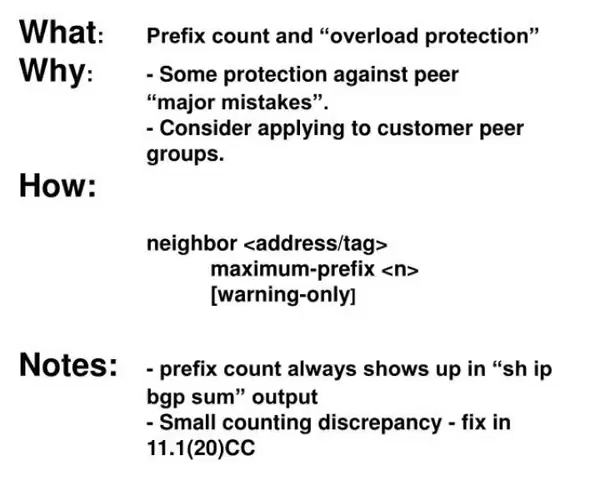 What: Prefix count and “overload protection”
Why: - Some protection against peer
“major mistakes”.
- Consider applying to customer peer
groups.
How:
neighbor <address/tag>
maximum-prefix <n>
[warning-only]
Notes: - prefix count always shows up in “sh ip
bgp sum” output
- Small counting discrepancy - fix in
11.1(20)CC